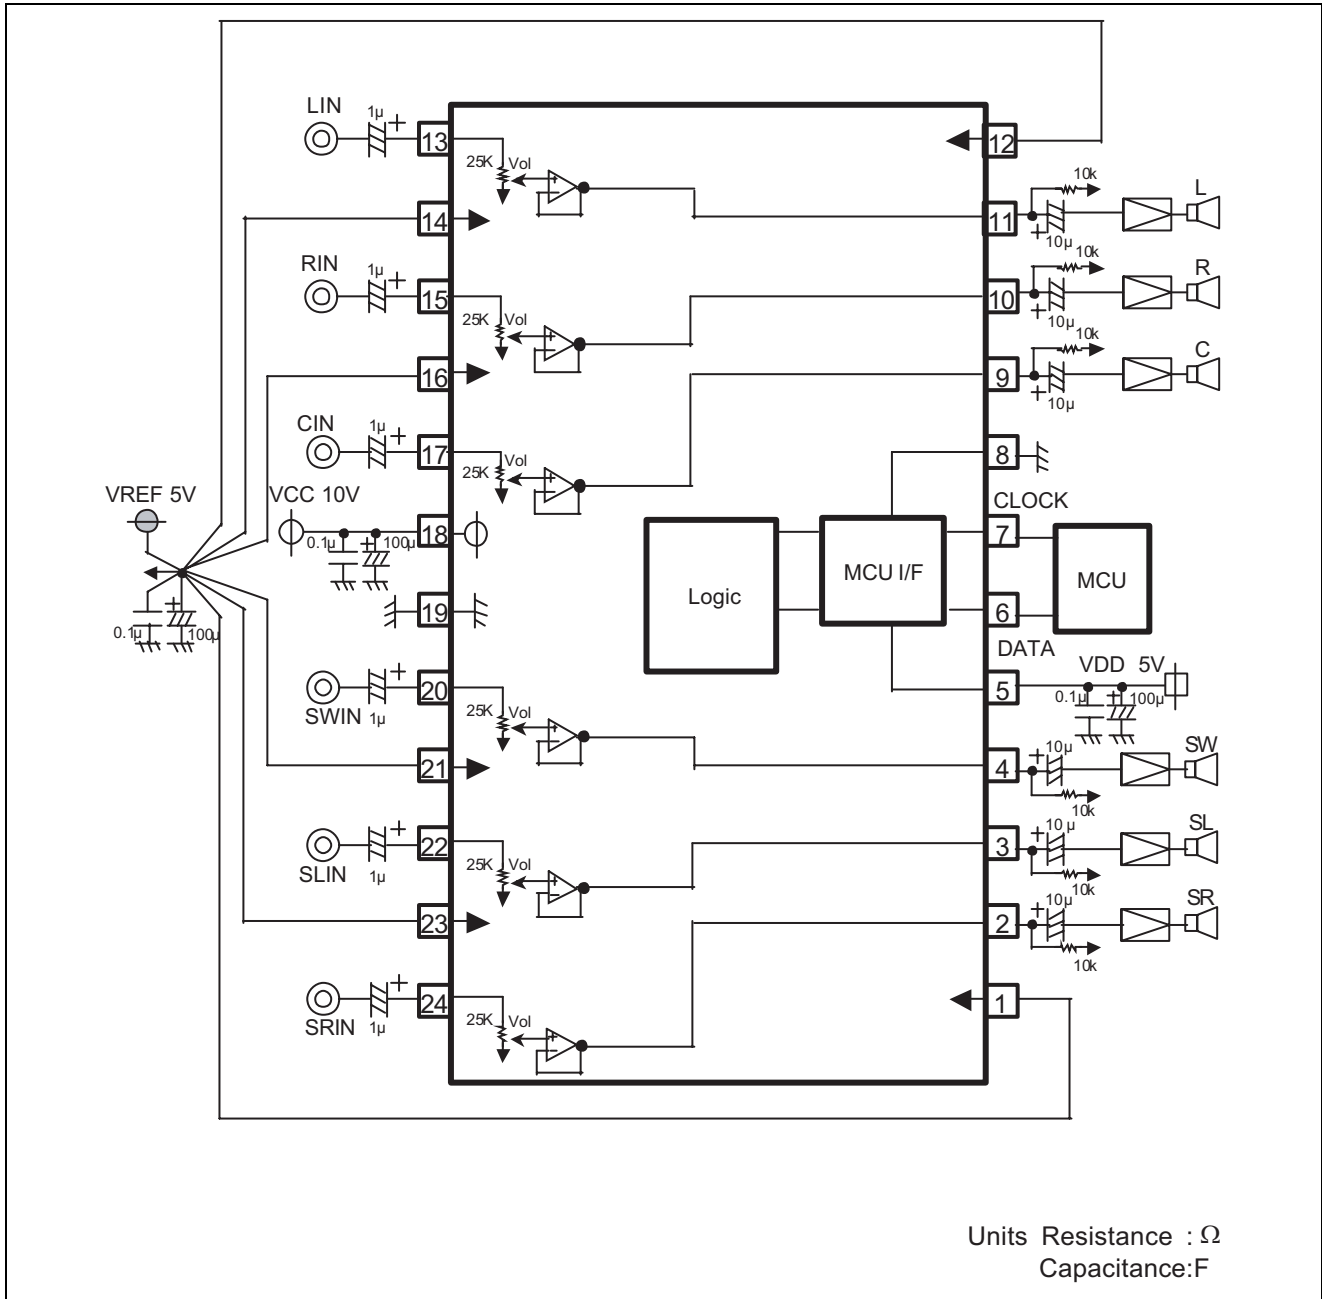 LIN
1µ
+
13
25K
Vol
+
−
12
14
10k
L
11
+
10µ
RIN
1µ
+
15
25K
Vol
+
−
10k
R
10
+
10µ
16
10k
C
9
+
10µ
CIN
1µ
+
17
25K
Vol
+
−
8
VREF 5V
VCC 10V
18
0.1µ
+
100µ
CLOCK
7
Logic
MCU I/F
MCU
0.1µ
+
100µ
19
6
DATA
VDD 5V
5
0.1µ
+
100µ
SWIN
1µ
+
20
25K
Vol
+
−
21
4
+
10µ
10k
SW
SLIN
1µ
+
22
25K
Vol
+
−
3
+
10 µ
10k
SL
23
2
+
10µ
10k
SR
SRIN
1µ
+
24
25K
Vol
+
−
1
Units Resistance : Ω
Capacitance:F